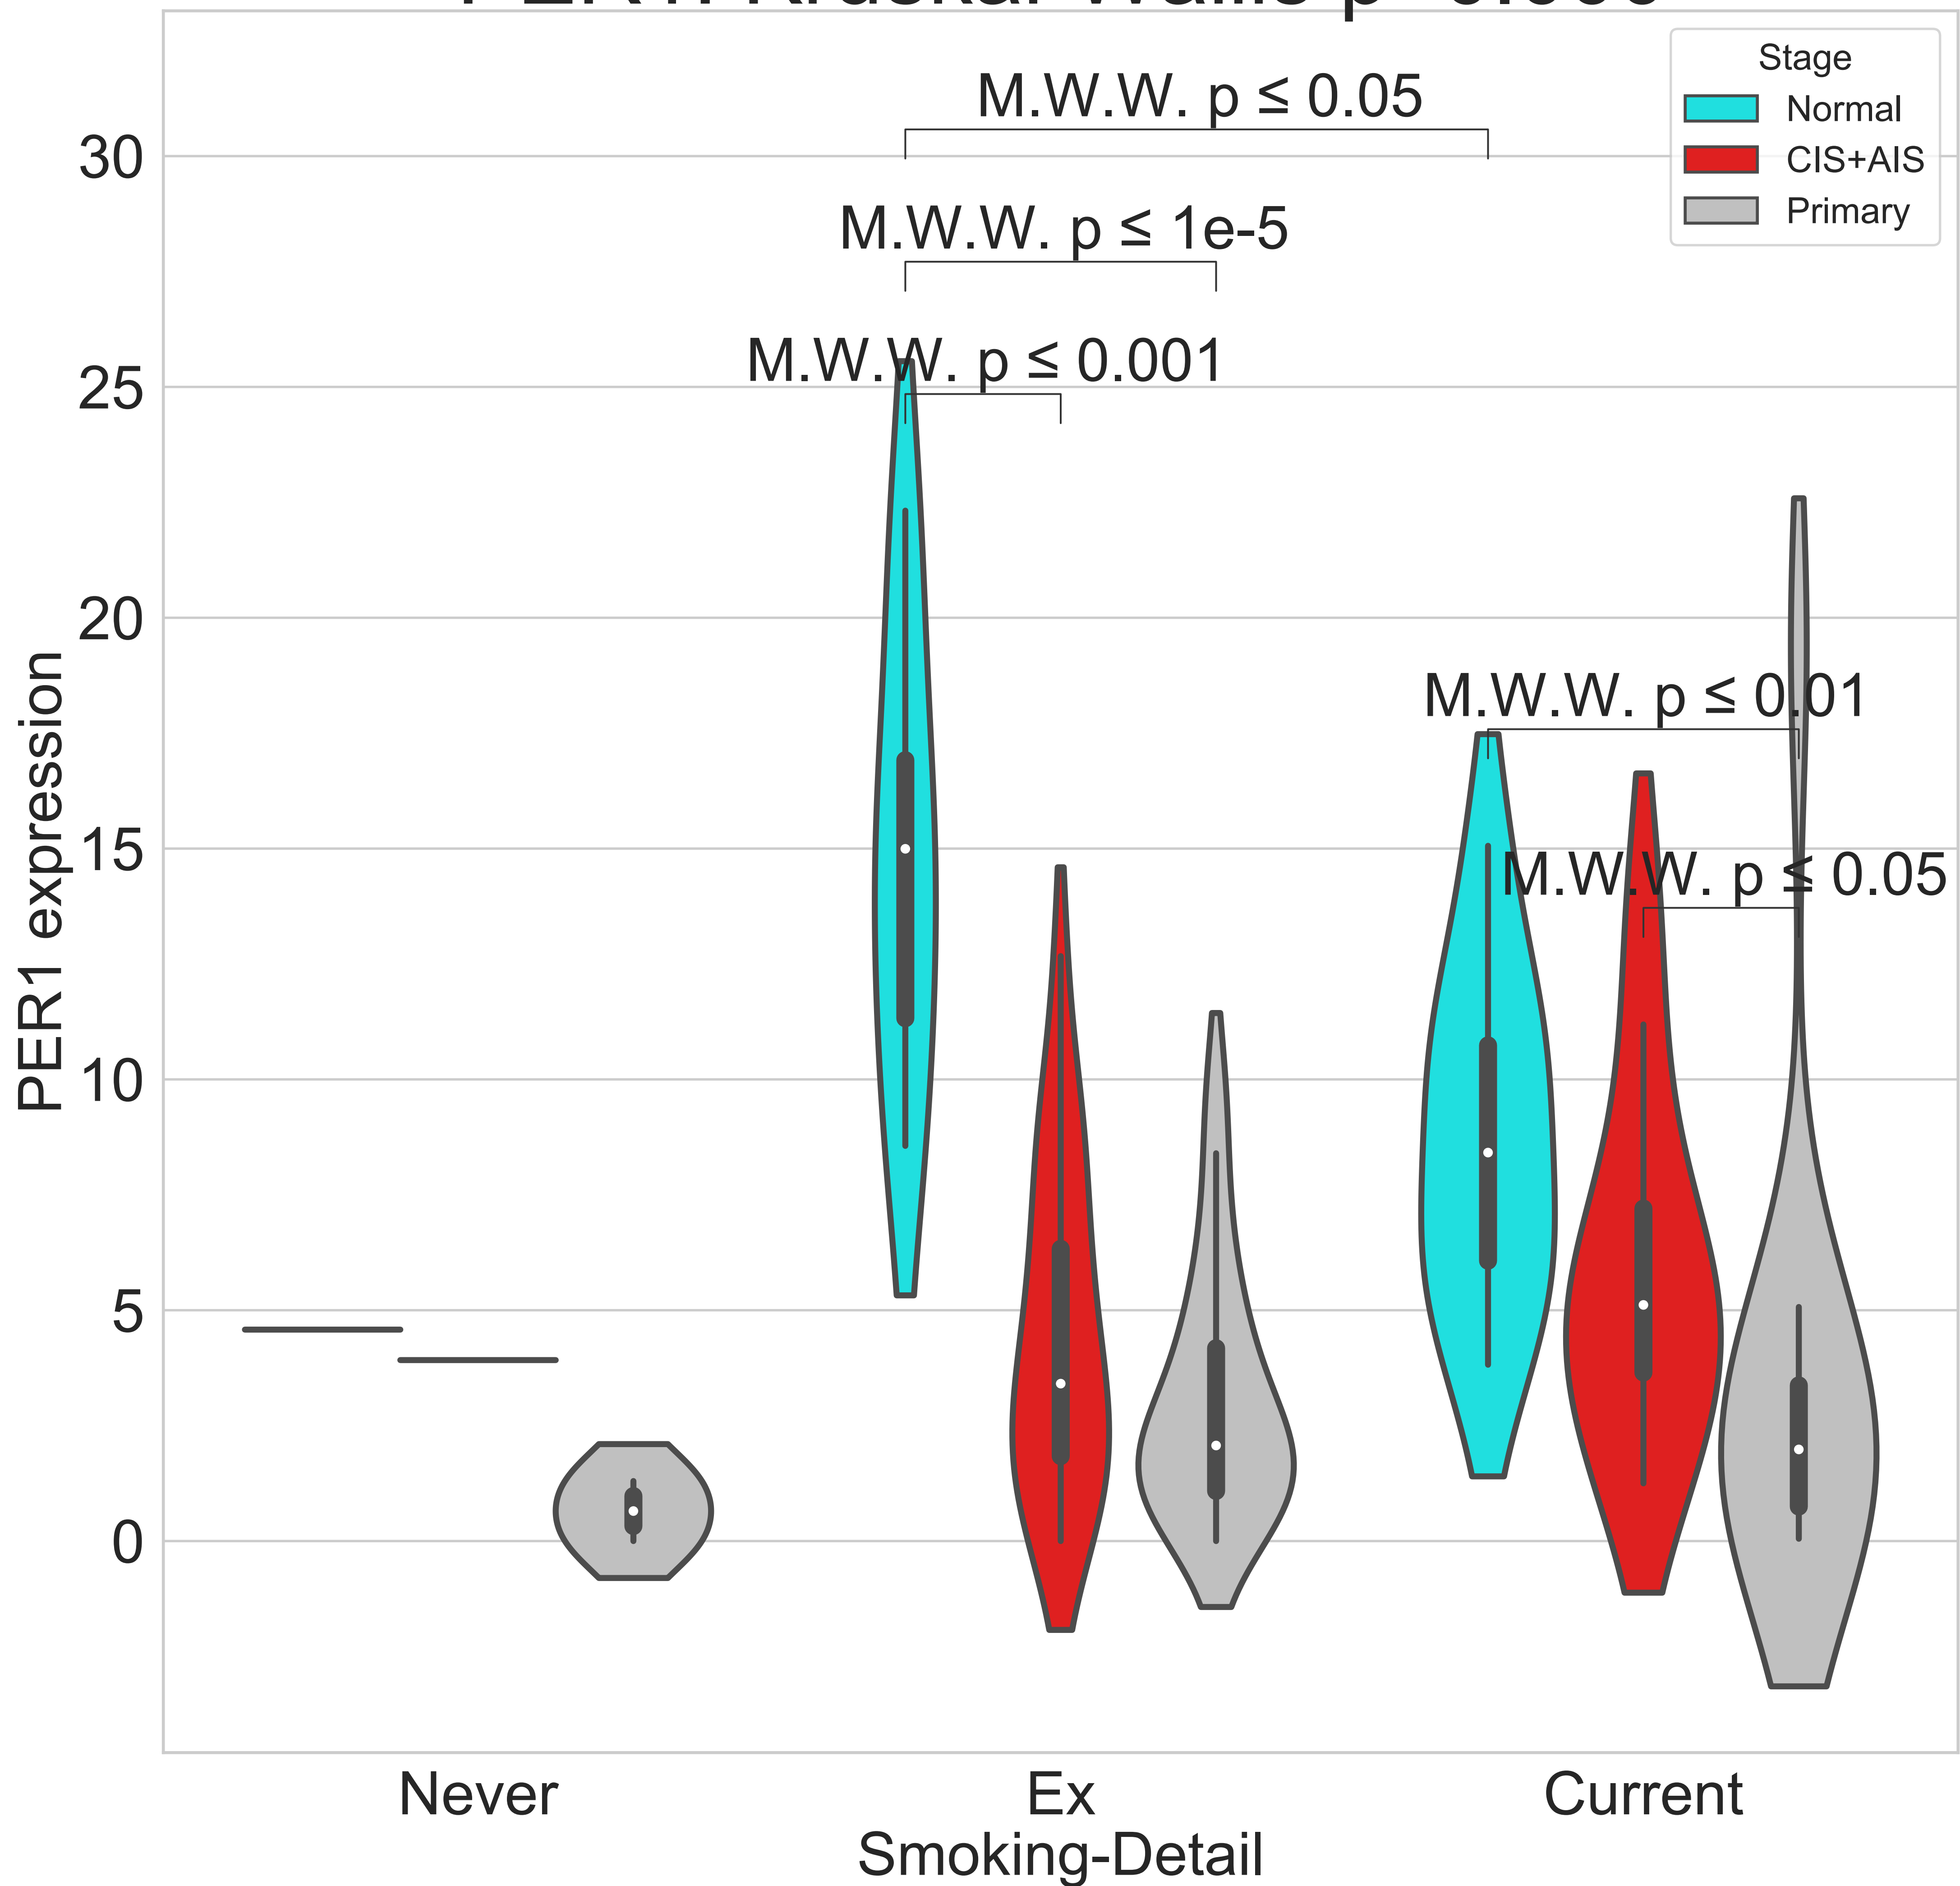 Stage
Normal
CIS+AIS
Primary
M.W.W. p ≤ 0.05
M.W.W. p ≤ 1e-5
M.W.W. p ≤ 0.001
M.W.W. p ≤ 0.01
M.W.W. p ≤ 0.05
30
25
20
15
10
5
0
PER1 expression
Never
Ex
Current
Smoking-Detail